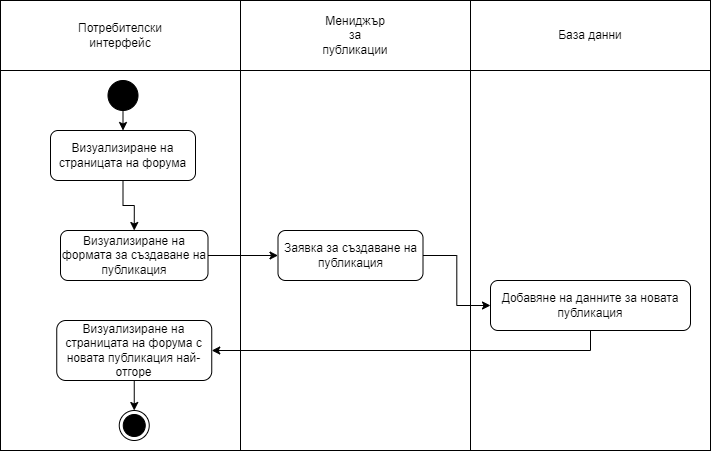 Потребителски
интерфейс
Мениджър
за
публикации
База данни
Визуализиране на
страницата на форума
Визуализиране на
формата за създаване на
публикация
Заявка за създаване на
публикация
Добавяне на данните за новата
публикация
Визуализиране на
страницата на форума с
новата публикация най-
отгоре